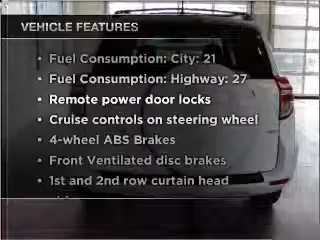 VEHICLE FEATURES
• Fuel Consumption: City: 21
• Fuel Consumption: Highway: 27
• Remote power door locks
• Cruise controls on steering wheel
• 4-wheel ABS Brakes
• Front Ventilated disc brakes
• 1st and 2nd row curtain head